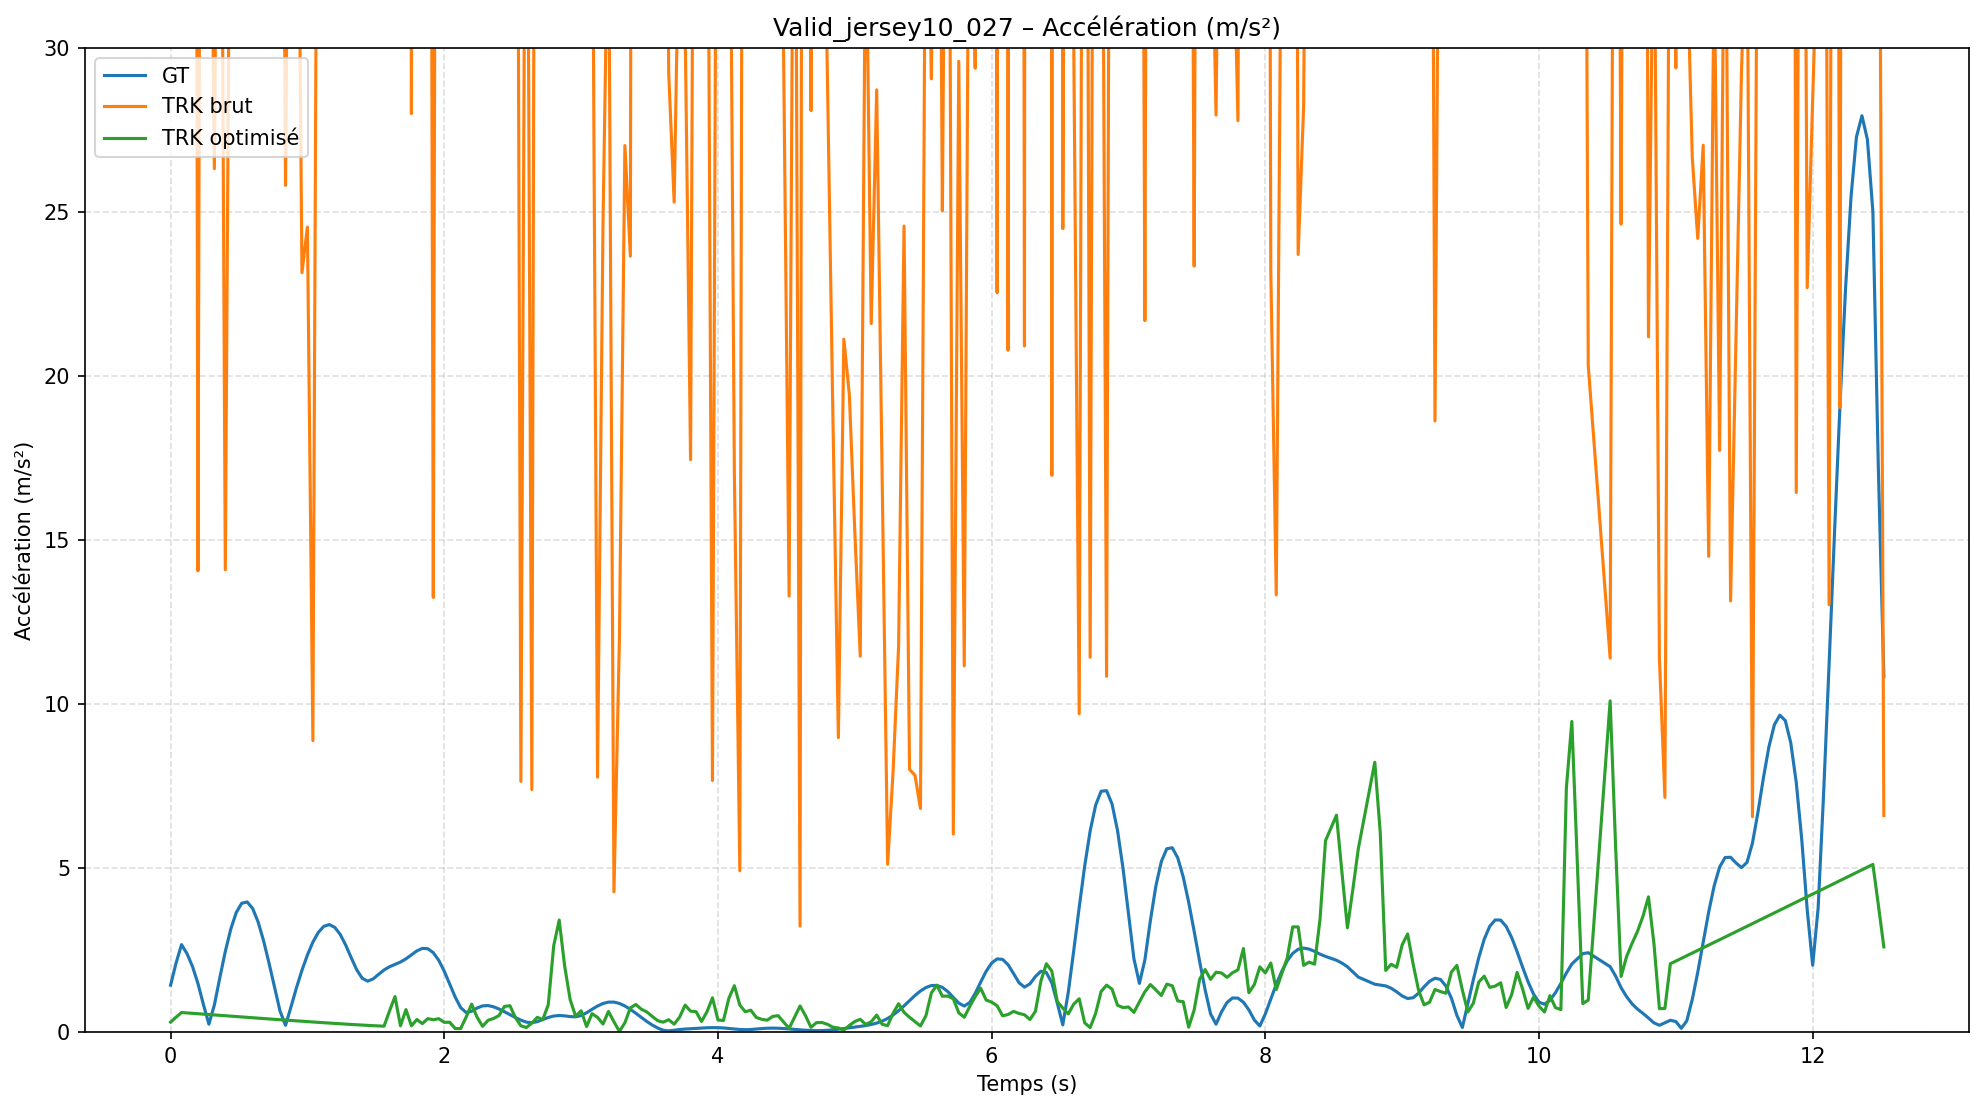 Valid_jersey10_027 – Accélération (m/s²)
GT
TRK brut
TRK optimisé
Accélération (m/s²)
30
25
20
15
10
5
0
0 2 4 6 8 10 12
Temps (s)